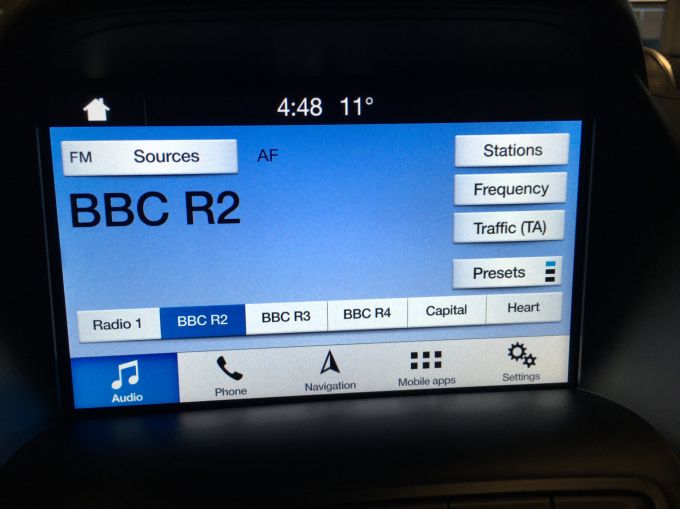 4:48 11°
FM Sources AF Stations
BBC R2 Frequency
Traffic (TA)
Presets
Radio 1 BBC R2 BBC R3 BBC R4 Capital Heart
Audio Phone Navigation Mobile apps Settings